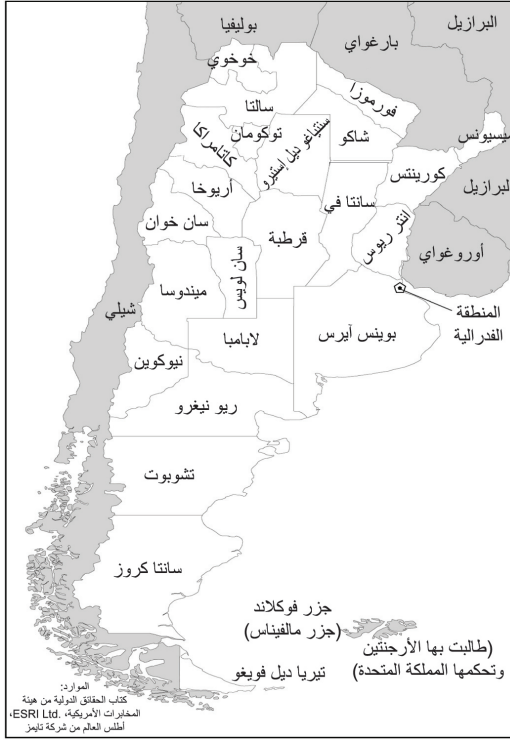 بوليفيا
بارغواي
البرازيل
خوخوي
فورموزا
سالتا
سنتياغو ديل إستيرو
شاكو
توكومان
كاتاماراكا
ميسيونس
كورينتس
البرازيل
أريوخا
سانتا في
سان خوان
قرطبة
انتر ريوس
أوروغواي
سان لويس
ميندوسا
شيلي
المنطقة
الفدرالية
بوينس آيرس
لابامبا
نيوكوين
ريو نيغرو
تشوبوت
سانتا كروز
جزر فوكلاند
(جزر مالفيناس)
(طالبت بها الأرجنتين
وتحكمها المملكة المتحدة)
تيريا ديل فويغو
الموارد:
كتاب الحقائق الدولية من هيئة
المخابرات الأمريكية، ESRI Ltd.،
أطلس العالم من شركة تايمز